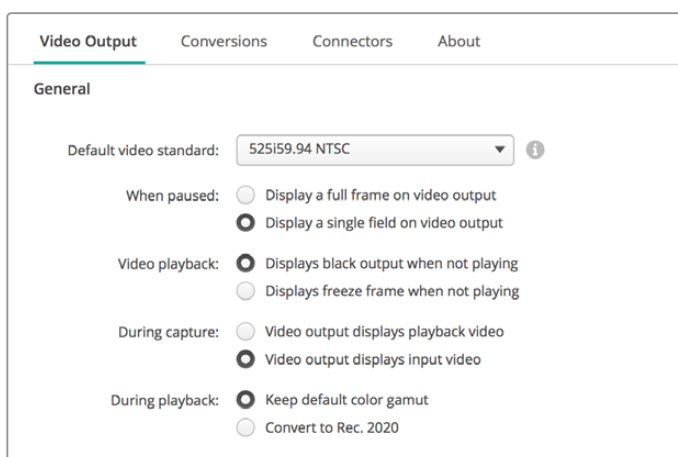 Video Output Conversions Connectors About
General
Default video standard: 525i59.94 NTSC i
When paused: Display a full frame on video output
Display a single field on video output
Video playback: Displays black output when not playing
Displays freeze frame when not playing
During capture: Video output displays playback video
Video output displays input video
During playback: Keep default color gamut
Convert to Rec. 2020